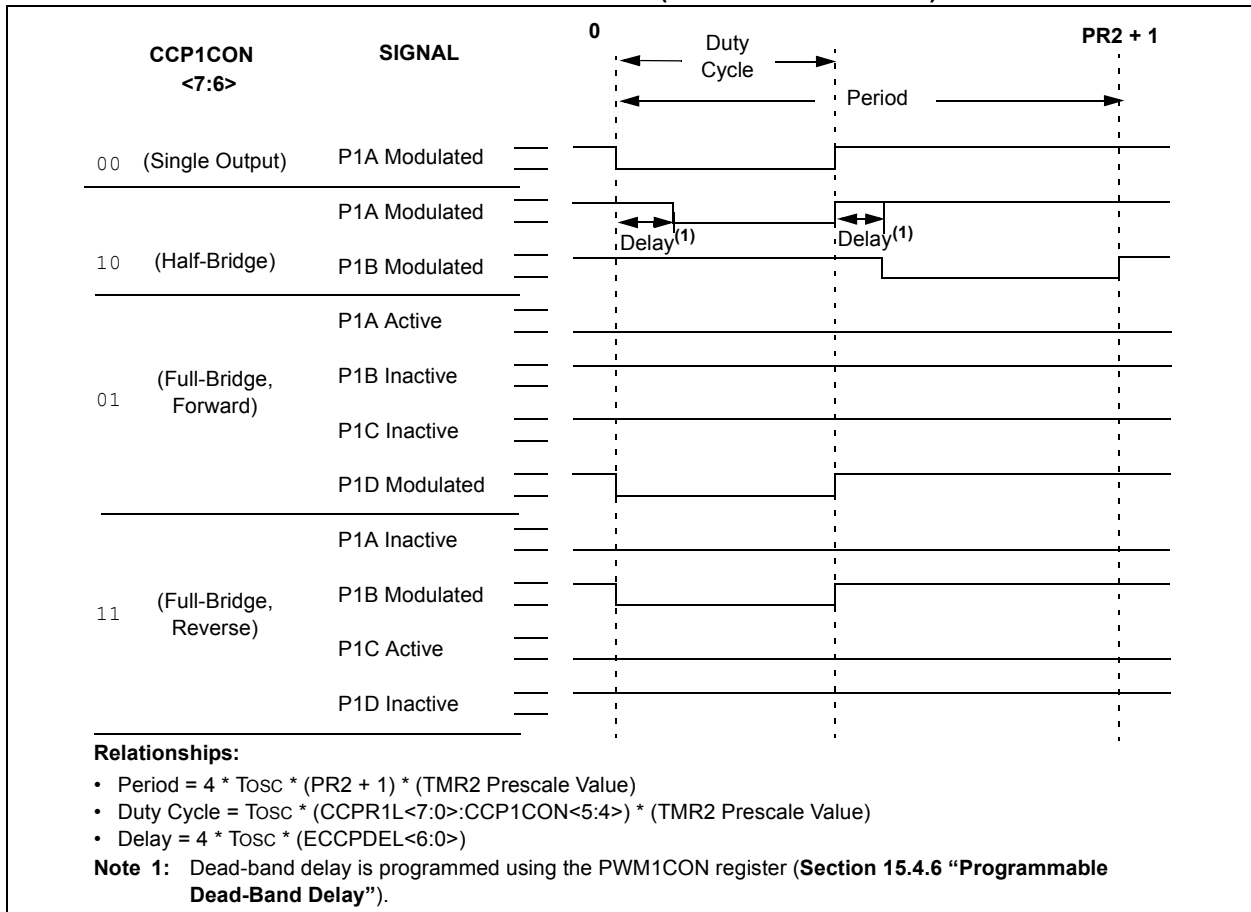 0
PR2 + 1
Duty
Cycle
CCP1CON
<7:6>
SIGNAL
Period
00 (Single Output) P1A Modulated
P1A Modulated
Delay(1) Delay(1)
10 (Half-Bridge) P1B Modulated
P1A Active
01 (Full-Bridge,
Forward)
P1B Inactive
P1C Inactive
P1D Modulated
P1A Inactive
11 (Full-Bridge,
Reverse)
P1B Modulated
P1C Active
P1D Inactive
Relationships:
• Period = 4 * TOSC * (PR2 + 1) * (TMR2 Prescale Value)
• Duty Cycle = TOSC * (CCPR1L<7:0>:CCP1CON<5:4>) * (TMR2 Prescale Value)
• Delay = 4 * TOSC * (ECCPDEL<6:0>)
Note 1: Dead-band delay is programmed using the PWM1CON register (Section 15.4.6 “Programmable
Dead-Band Delay”).